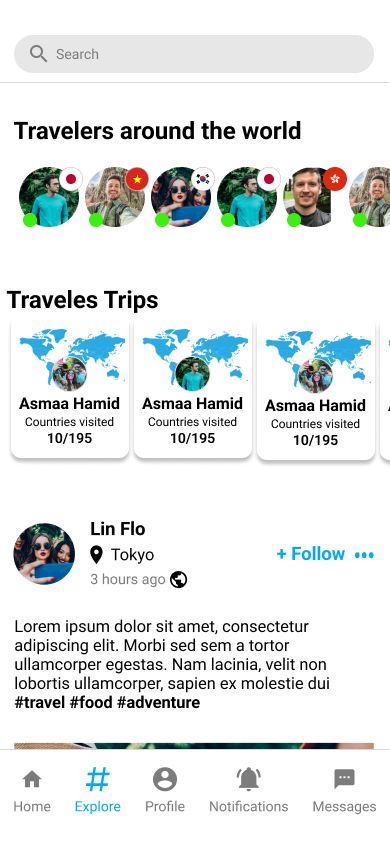 Search
Travelers around the world
Traveles Trips
Asmaa Hamid
Countries visited
10/195
Asmaa Hamid
Countries visited
10/195
Asmaa Hamid
Countries visited
10/195
Lin Flo
Tokyo
3 hours ago
+ Follow
Lorem ipsum dolor sit amet, consectetur
adipiscing elit. Morbi sed sem a tortor
ullamcorper egestas. Nam lacinia, velit non
lobortis ullamcorper, sapien ex molestie dui
#travel #food #adventure
Home
Explore
Profile
Notifications
Messages